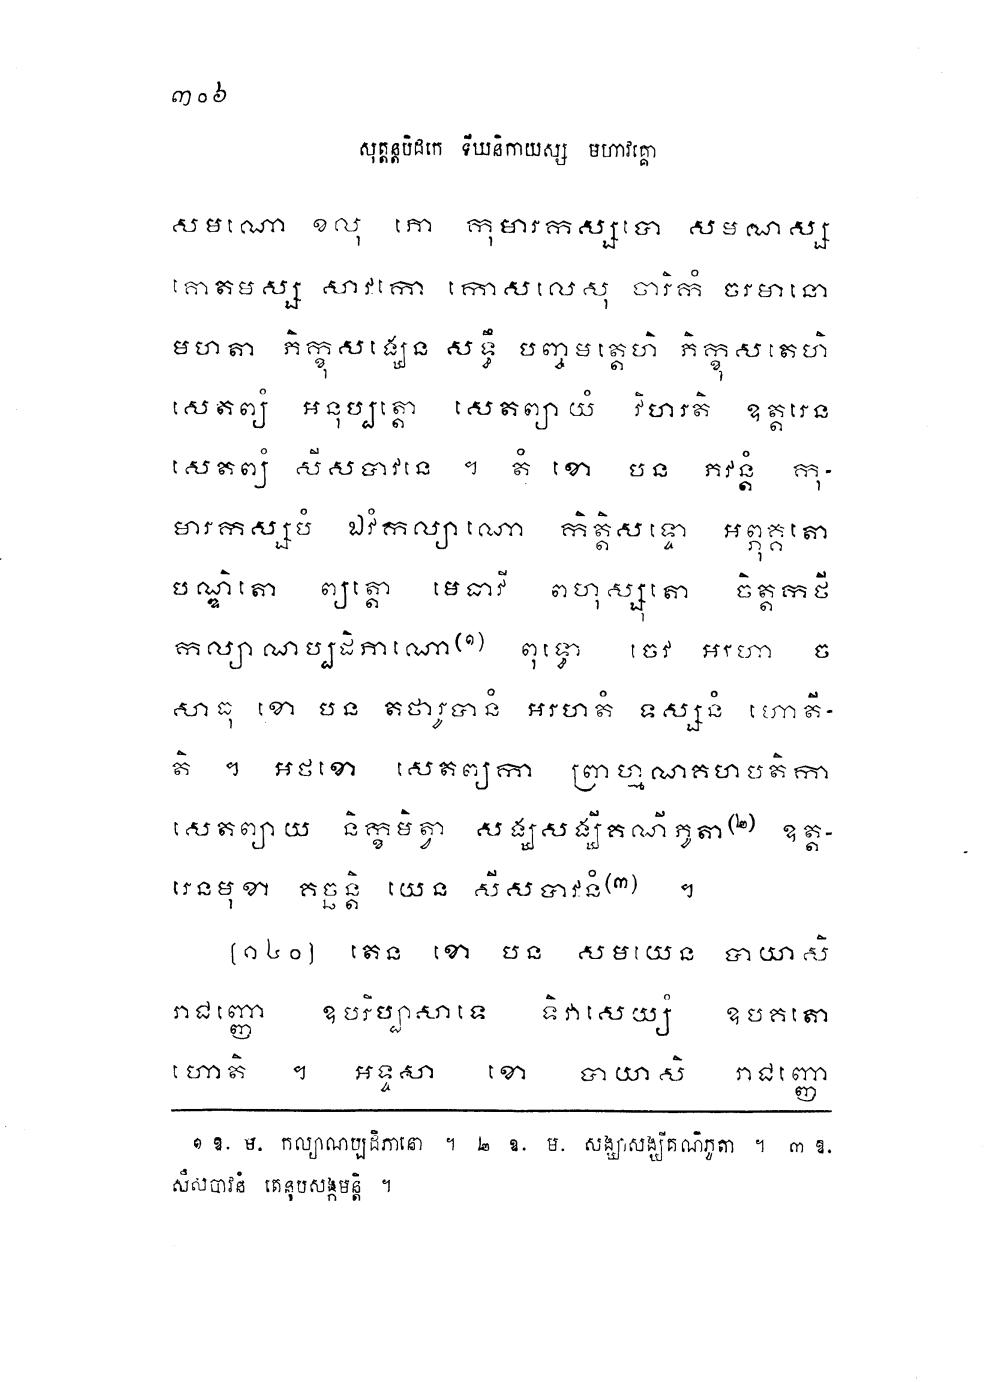 ៣០៦
សុត្តន្តបិដកេ ទីឃនិកាយស្ស មហាវគ្គោ
សមណោ ខលុ ភោ កុមារកស្សបោ សមណស្ស
គោតមស្ស សាវកោ កោសលេសុ ចារិកំ ចរមានោ
មហតា ភិក្ខុសង្ឃេន សទ្ធឹ បញ្ចមត្តេហិ ភិក្ខុសតេហិ
សេតព្យំ អនុប្បត្តោ សេតព្យាយំ វិហរតិ ឧត្តរេន
សេតព្យំ សីសបាវនេ ។ តំ ខោ បន ភវន្តំ កុ-
មារកស្សបំ ឯវំកល្យាណោ កិត្តិសទ្ទោ អព្ភុគ្គតោ
បណ្ឌិតោ ព្យត្តោ មេធាវី ពហុស្សុតោ ចិត្តកថី
កល្យាណប្បដិភាណោ(១) ពុទ្ធោ ចេវ អរហា ច
សាធុ ខោ បន តថារូបានំ អរហតំ ទស្សនំ ហោតី-
តិ ។ អថខោ សេតព្យកា ព្រាហ្មណគហបតិកា
សេតព្យាយ និក្ខមិត្វា សង្ឃសង្ឃីគណីភូតា(២) ឧត្ត-
រេនមុខា គច្ឆន្តិ យេន សីសបាវនំ(៣) ។
[១៤០] តេន ខោ បន សមយេន បាយាសិ
រាជញ្ញោ ឧបរិប្បាសាទេ ទិវាសេយ្យំ ឧបគតោ
ហោតិ ។ អទ្ទសា ខោ បាយាសិ រាជញ្ញោ
១ ឱ. ម. កល្យាណប្បដិភានោ ។ ២ ឱ. ម. សង្ឃាសង្ឃីគណីភូតា ។ ៣ ឱ.
សឹសបាវនំ តេនុបសង្កមន្តិ ។